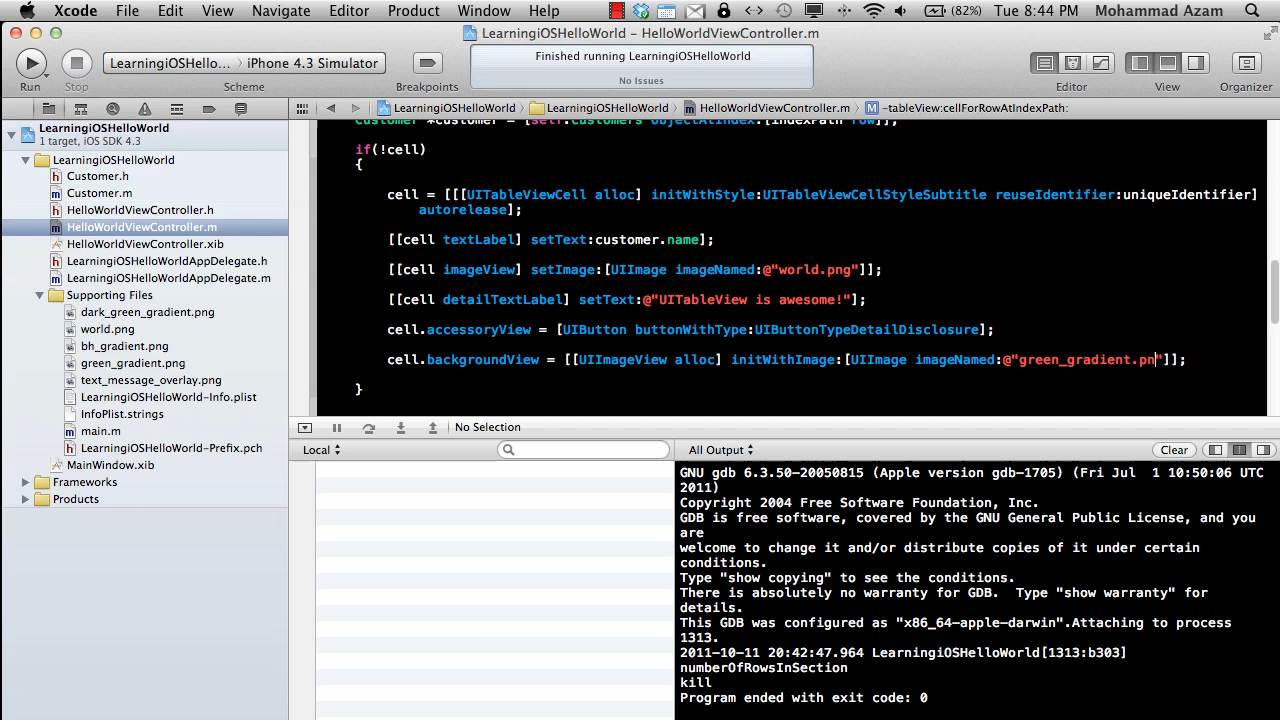 Xcode File Edit View Navigate Editor Product Window Help (82%) Tue 8:44 PM Mohammad Azam
LearningiOSHelloWorld – HelloWorldViewController.m
Finished running LearningiOSHelloWorld
No Issues
LearningiOSHello... iPhone 4.3 Simulator
Run Stop Scheme Breakpoints Editor View Organizer
LearningiOSHelloWorld LearningiOSHelloWorld HelloWorldViewController.m M -tableView:cellForRowAtIndexPath:
LearningiOSHelloWorld
1 target, iOS SDK 4.3
LearningiOSHelloWorld
h Customer.h
m Customer.m
h HelloWorldViewController.h
m HelloWorldViewController.m
HelloWorldViewController.xib
h LearningiOSHelloWorldAppDelegate.h
m LearningiOSHelloWorldAppDelegate.m
Supporting Files
dark_green_gradient.png
world.png
bh_gradient.png
green_gradient.png
text_message_overlay.png
LearningiOSHelloWorld-Info.plist
InfoPlist.strings
m main.m
h LearningiOSHelloWorld-Prefix.pch
MainWindow.xib
Frameworks
Products
Customer *customer = [self.customers objectAtIndex:[indexPath row]];
if(!cell)
{
cell = [[[UITableViewCell alloc] initWithStyle:UITableViewCellStyleSubtitle reuseIdentifier:uniqueIdentifier]
autorelease];
[[cell textLabel] setText:customer.name];
[[cell imageView] setImage:[UIImage imageNamed:@"world.png"]];
[[cell detailTextLabel] setText:@"UITableView is awesome!"];
cell.accessoryView = [UIButton buttonWithType:UIButtonTypeDetailDisclosure];
cell.backgroundView = [[UIImageView alloc] initWithImage:[UIImage imageNamed:@"green_gradient.pn"]];
}
No Selection
Local
All Output Clear
GNU gdb 6.3.50-20050815 (Apple version gdb-1705) (Fri Jul  1 10:50:06 UTC
2011)
Copyright 2004 Free Software Foundation, Inc.
GDB is free software, covered by the GNU General Public License, and you
are
welcome to change it and/or distribute copies of it under certain
conditions.
Type "show copying" to see the conditions.
There is absolutely no warranty for GDB.  Type "show warranty" for
details.
This GDB was configured as "x86_64-apple-darwin".Attaching to process
1313.
2011-10-11 20:42:47.964 LearningiOSHelloWorld[1313:b303]
numberOfRowsInSection
kill
Program ended with exit code: 0